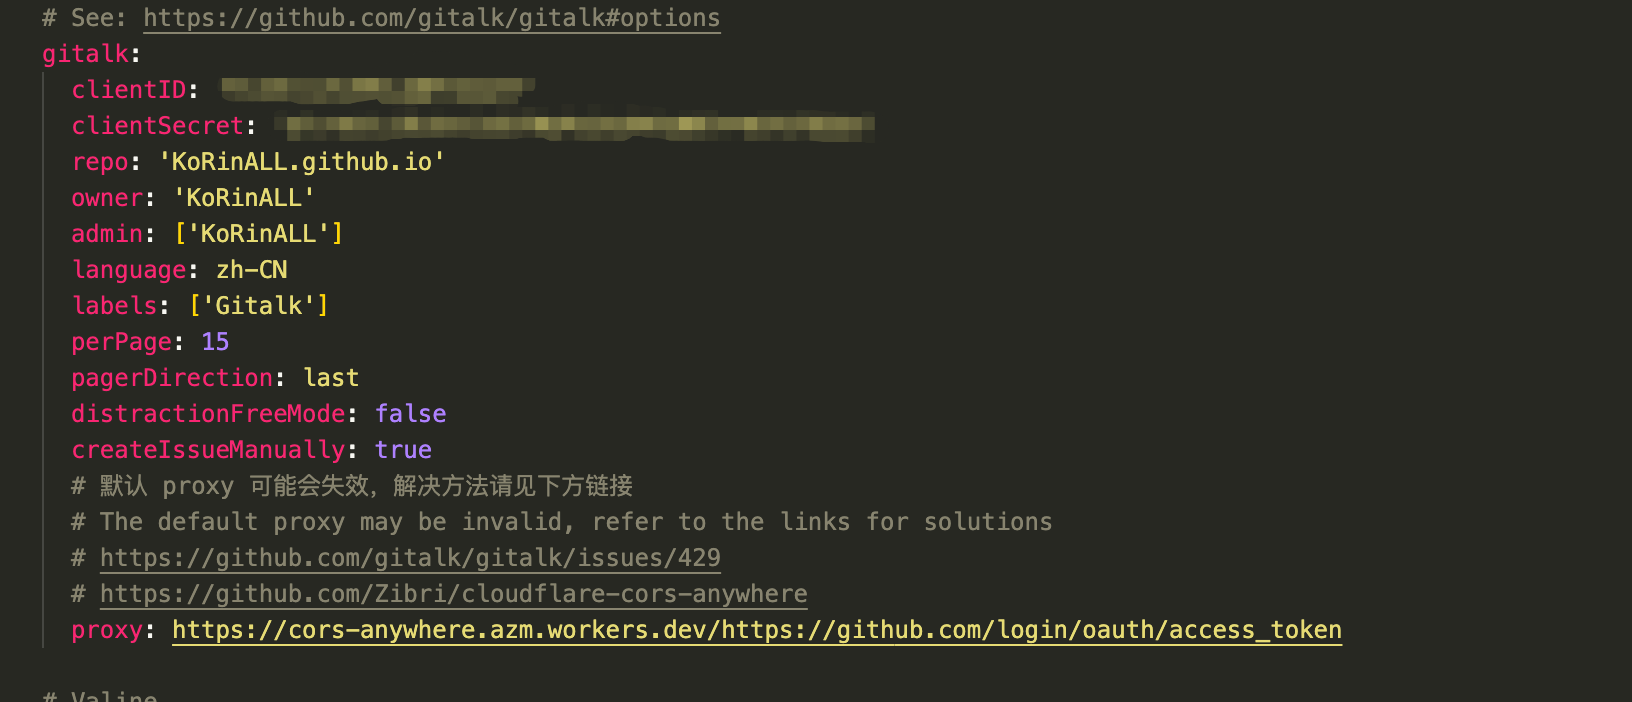 # See: https://github.com/gitalk/gitalk#options
gitalk:
clientID:
clientSecret:
repo: 'KoRinALL.github.io'
owner: 'KoRinALL'
admin: ['KoRinALL']
language: zh-CN
labels: ['Gitalk']
perPage: 15
pagerDirection: last
distractionFreeMode: false
createIssueManually: true
# 默认 proxy 可能会失效，解决方法请见下方链接
# The default proxy may be invalid, refer to the links for solutions
# https://github.com/gitalk/gitalk/issues/429
# https://github.com/Zibri/cloudflare-cors-anywhere
proxy: https://cors-anywhere.azm.workers.dev/https://github.com/login/oauth/access_token
# Valine